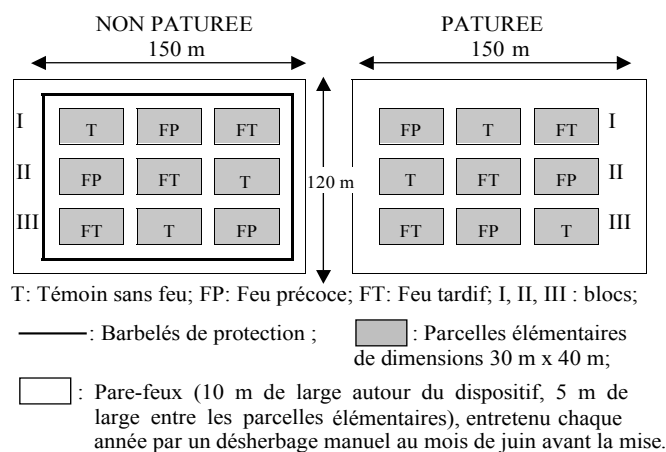 NON PATUREE PATUREE
150 m 150 m
I T FP FT FP T FT I
II FP FT T T FT FP II
120 m
III FT T FP FT FP T III
T: Témoin sans feu; FP: Feu précoce; FT: Feu tardif; I, II, III : blocs;
: Barbelés de protection ; : Parcelles élémentaires
de dimensions 30 m x 40 m;
: Pare-feux (10 m de large autour du dispositif, 5 m de
large entre les parcelles élémentaires), entretenu chaque
année par un désherbage manuel au mois de juin avant la mise.